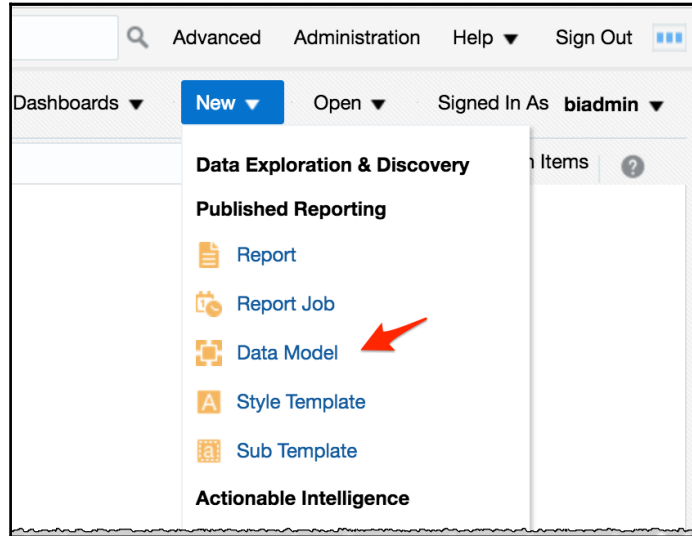 Advanced Administration Help ▼ Sign Out
Dashboards ▼ New ▼ Open ▼ Signed In As biadmin ▼
Data Exploration & Discovery
Items
Published Reporting
Report
Report Job
Data Model
A Style Template
a Sub Template
Actionable Intelligence